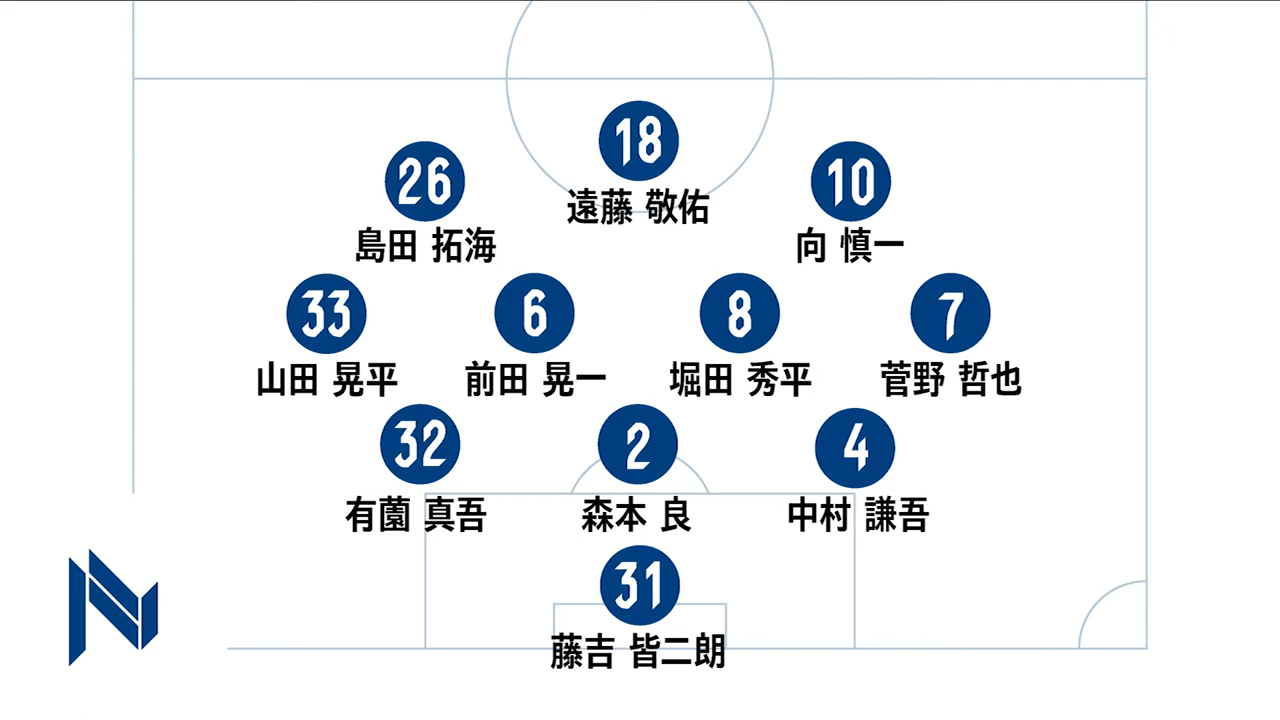 18
遠藤 敬佑
26
島田 拓海
10
向 慎一
33
山田 晃平
6
前田 晃一
8
堀田 秀平
7
菅野 哲也
32
有薗 真吾
2
森本 良
4
中村 謙吾
31
藤吉 皆二朗